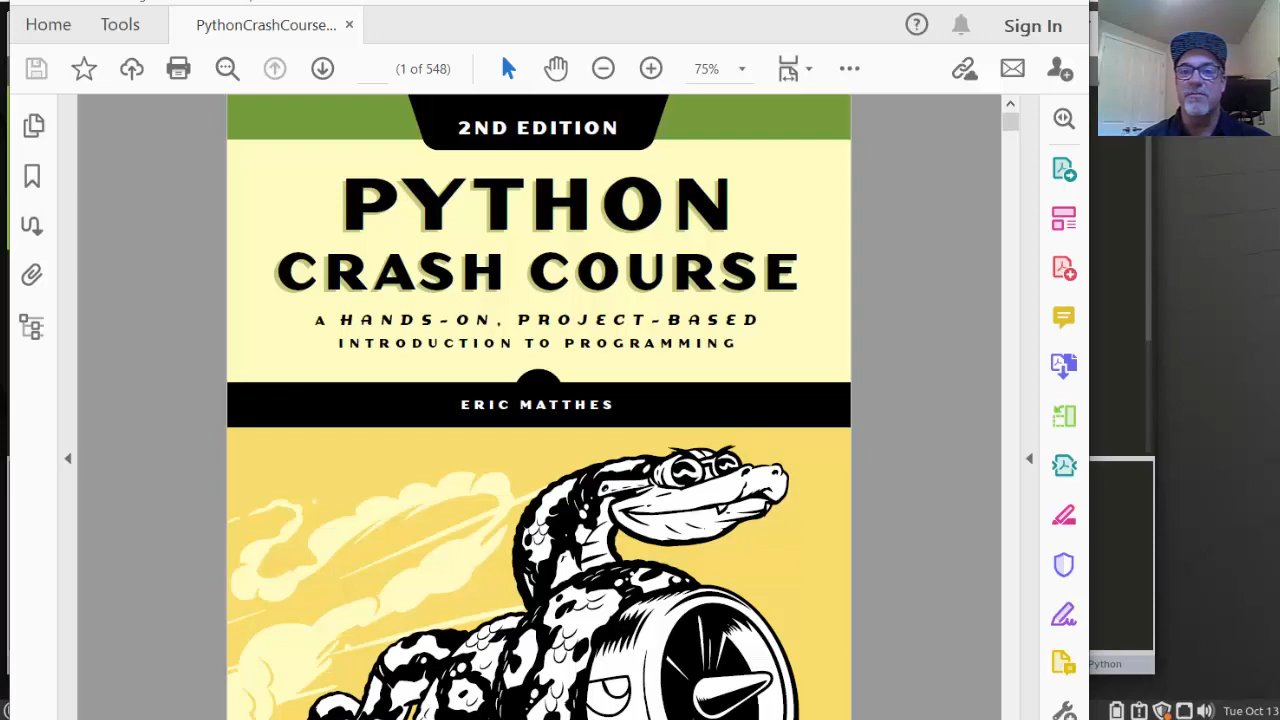 Home
Tools
PythonCrashCourse... ×
Sign In
(1 of 548)
75%
2ND EDITION
PYTHON
CRASH COURSE
A HANDS-ON, PROJECT-BASED
INTRODUCTION TO PROGRAMMING
ERIC MATTHES
Python
Tue Oct 13